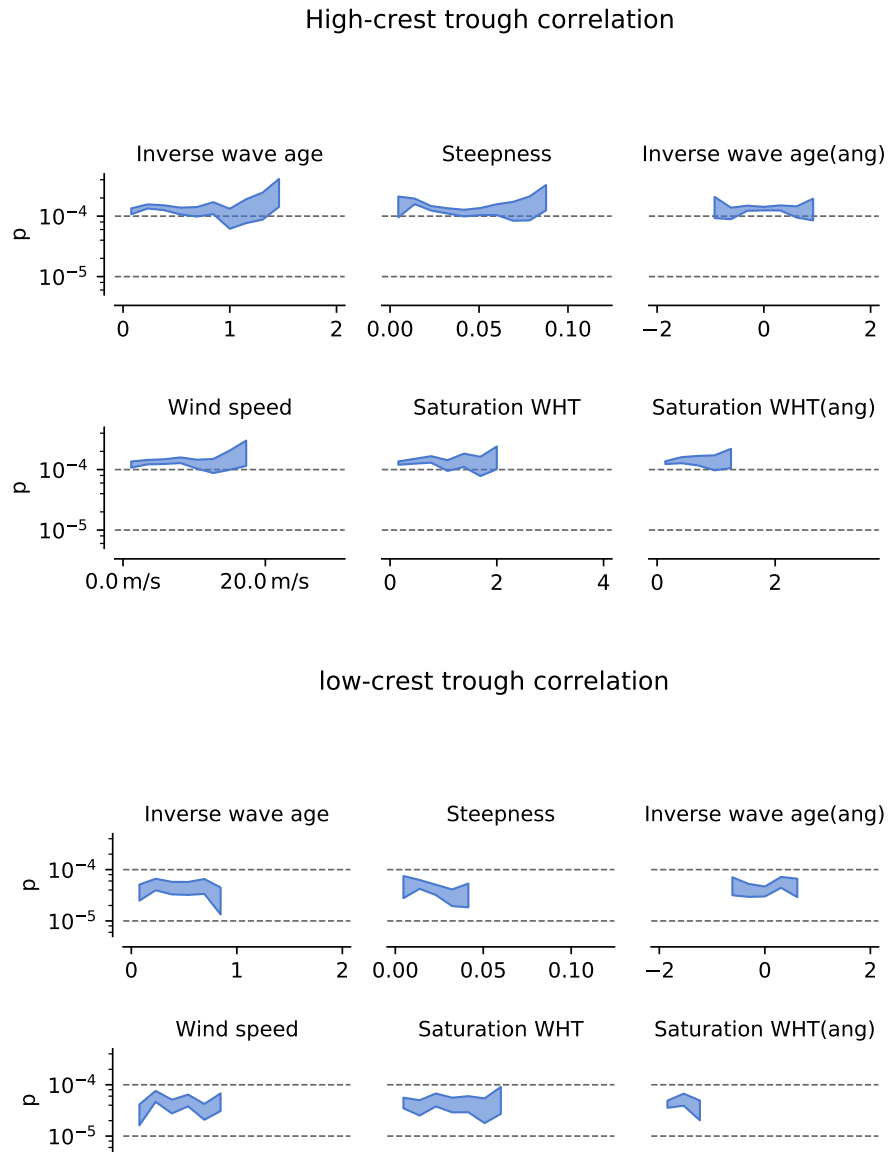 High-crest trough correlation
Inverse wave age Steepness Inverse wave age(ang)
p
10⁻⁴
10⁻⁵
0 1 2 0.00 0.05 0.10 −2 0 2
Wind speed Saturation WHT Saturation WHT(ang)
p
10⁻⁴
10⁻⁵
0.0 m/s 20.0 m/s 0 2 4 0 2
low-crest trough correlation
Inverse wave age Steepness Inverse wave age(ang)
p
10⁻⁴
10⁻⁵
0 1 2 0.00 0.05 0.10 −2 0 2
Wind speed Saturation WHT Saturation WHT(ang)
p
10⁻⁴
10⁻⁵